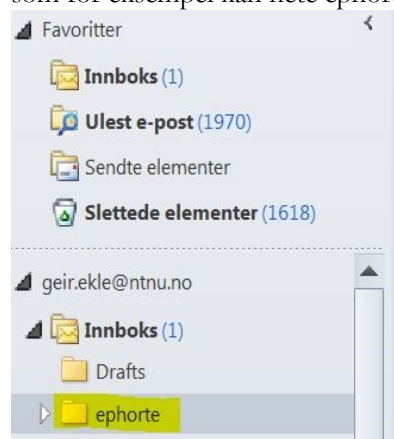 som for eksempel kan hete ephor
Favoritter
Innboks (1)
Ulest e-post (1970)
Sendte elementer
Slettede elementer (1618)
geir.ekle@ntnu.no
Innboks (1)
Drafts
ephorte